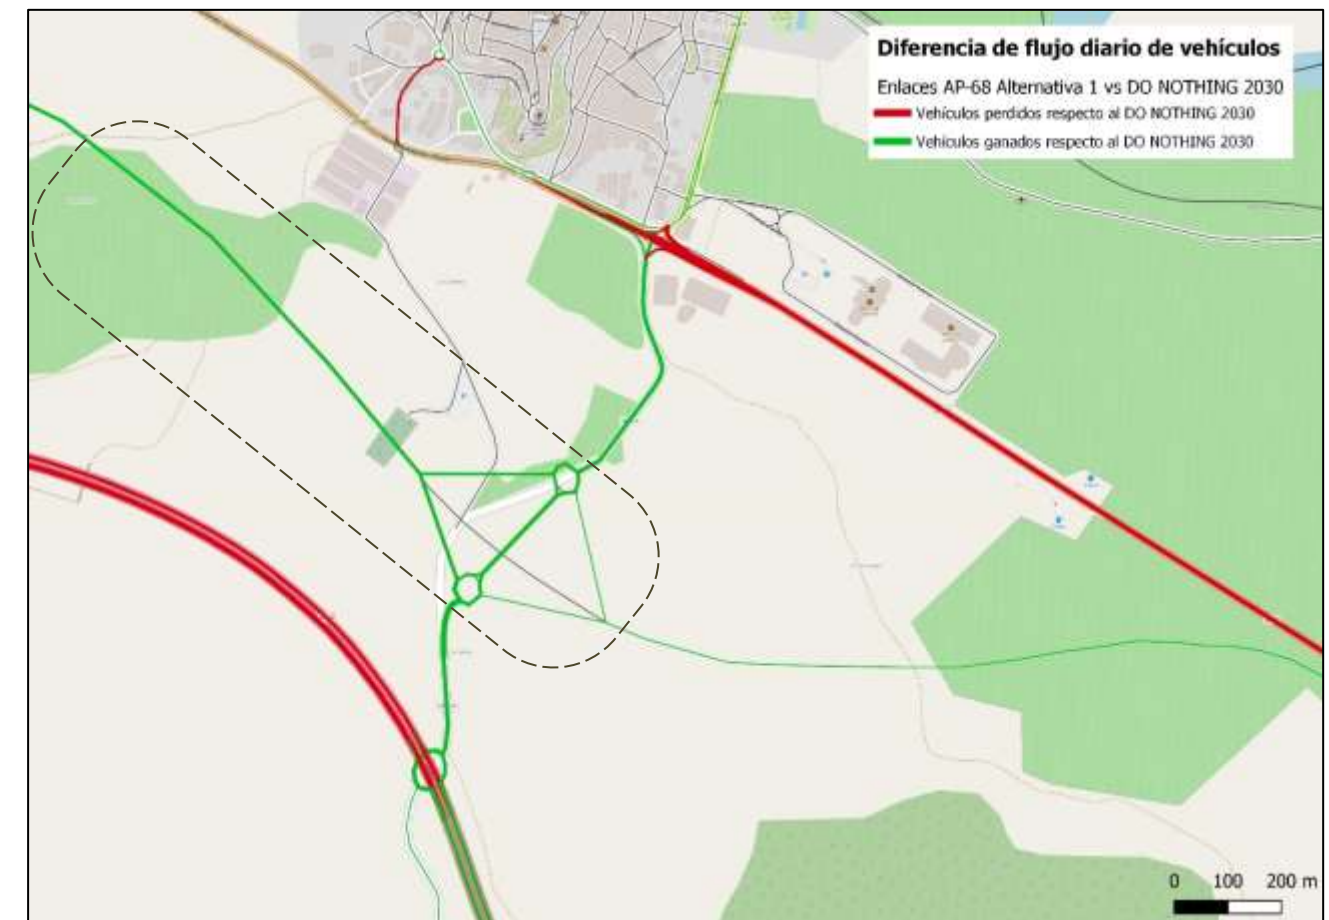 Diferencia de flujo diario de vehículos
Enlaces AP-68 Alternativa 1 vs DO NOTHING 2030
Vehículos perdidos respecto al DO NOTHING 2030
Vehículos ganados respecto al DO NOTHING 2030
0 100 200 m